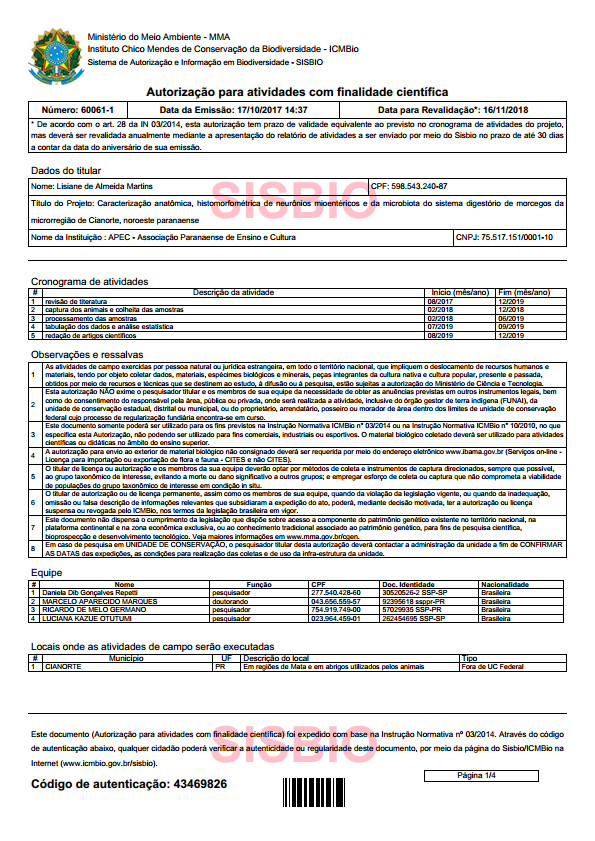 Ministério do Meio Ambiente - MMA
Instituto Chico Mendes de Conservação da Biodiversidade - ICMBio
Sistema de Autorização e Informação em Biodiversidade - SISBIO
Autorização para atividades com finalidade científica
Número: 60061-1 Data da Emissão: 17/10/2017 14:37 Data para Revalidação*: 16/11/2018
* De acordo com o art. 28 da IN 03/2014, esta autorização tem prazo de validade equivalente ao previsto no cronograma de atividades do projeto,
mas deverá ser revalidada anualmente mediante a apresentação do relatório de atividades a ser enviado por meio do Sisbio no prazo de até 30 dias
a contar da data do aniversário de sua emissão.
Dados do titular
SISBIO
Nome: Lisiane de Almeida Martins CPF: 598.543.240-87
Título do Projeto: Caracterização anatômica, histomorfométrica de neurônios mioentéricos e da microbiota do sistema digestório de morcegos da
microrregião de Cianorte, noroeste paranaense
Nome da Instituição : APEC - Associação Paranaense de Ensino e Cultura CNPJ: 75.517.151/0001-10
Cronograma de atividades
# Descrição da atividade Início (mês/ano) Fim (mês/ano)
1 revisão de titeratura 08/2017 12/2019
2 captura dos animais e colheita das amostras 02/2018 12/2018
3 processamento das amostras 02/2018 06/2019
4 tabulação dos dados e análise estatística 07/2019 09/2019
5 redação de artigos científicos 08/2019 12/2019
Observações e ressalvas
1 As atividades de campo exercidas por pessoa natural ou jurídica estrangeira, em todo o território nacional, que impliquem o deslocamento de recursos humanos e
materiais, tendo por objeto coletar dados, materiais, espécimes biológicos e minerais, peças integrantes da cultura nativa e cultura popular, presente e passada,
obtidos por meio de recursos e técnicas que se destinem ao estudo, à difusão ou à pesquisa, estão sujeitas a autorização do Ministério de Ciência e Tecnologia.
2 Esta autorização NÃO exime o pesquisador titular e os membros de sua equipe da necessidade de obter as anuências previstas em outros instrumentos legais, bem
como do consentimento do responsável pela área, pública ou privada, onde será realizada a atividade, inclusive do órgão gestor de terra indígena (FUNAI), da
unidade de conservação estadual, distrital ou municipal, ou do proprietário, arrendatário, posseiro ou morador de área dentro dos limites de unidade de conservação
federal cujo processo de regularização fundiária encontra-se em curso.
3 Este documento somente poderá ser utilizado para os fins previstos na Instrução Normativa ICMBio n° 03/2014 ou na Instrução Normativa ICMBio n° 10/2010, no que
especifica esta Autorização, não podendo ser utilizado para fins comerciais, industriais ou esportivos. O material biológico coletado deverá ser utilizado para atividades
científicas ou didáticas no âmbito do ensino superior.
4 A autorização para envio ao exterior de material biológico não consignado deverá ser requerida por meio do endereço eletrônico www.ibama.gov.br (Serviços on-line -
Licença para importação ou exportação de flora e fauna - CITES e não CITES).
5 O titular de licença ou autorização e os membros da sua equipe deverão optar por métodos de coleta e instrumentos de captura direcionados, sempre que possível,
ao grupo taxonômico de interesse, evitando a morte ou dano significativo a outros grupos; e empregar esforço de coleta ou captura que não comprometa a viabilidade
de populações do grupo taxonômico de interesse em condição in situ.
6 O titular de autorização ou de licença permanente, assim como os membros de sua equipe, quando da violação da legislação vigente, ou quando da inadequação,
omissão ou falsa descrição de informações relevantes que subsidiaram a expedição do ato, poderá, mediante decisão motivada, ter a autorização ou licença
suspensa ou revogada pelo ICMBio, nos termos da legislação brasileira em vigor.
7 Este documento não dispensa o cumprimento da legislação que dispõe sobre acesso a componente do patrimônio genético existente no território nacional, na
plataforma continental e na zona econômica exclusiva, ou ao conhecimento tradicional associado ao patrimônio genético, para fins de pesquisa científica,
bioprospecção e desenvolvimento tecnológico. Veja maiores informações em www.mma.gov.br/cgen.
8 Em caso de pesquisa em UNIDADE DE CONSERVAÇÃO, o pesquisador titular desta autorização deverá contactar a administração da unidade a fim de CONFIRMAR
AS DATAS das expedições, as condições para realização das coletas e de uso da infra-estrutura da unidade.
Equipe
# Nome Função CPF Doc. Identidade Nacionalidade
1 Daniela Dib Gonçalves Repetti pesquisador 277.540.428-60 30520526-2 SSP-SP Brasileira
2 MARCELO APARECIDO MARQUES doutorando 043.656.559-57 92395618 ssppr-PR Brasileira
3 RICARDO DE MELO GERMANO pesquisador 754.919.749-00 57029935 SSP-PR Brasileira
4 LUCIANA KAZUE OTUTUMI pesquisador 023.964.459-01 262454695 SSP-SP Brasileira
Locais onde as atividades de campo serão executadas
# Município UF Descrição do local Tipo
1 CIANORTE PR Em regiões de Mata e em abrigos utilizados pelos animais Fora de UC Federal
SISBIO
Este documento (Autorização para atividades com finalidade científica) foi expedido com base na Instrução Normativa nº 03/2014. Através do código
de autenticação abaixo, qualquer cidadão poderá verificar a autenticidade ou regularidade deste documento, por meio da página do Sisbio/ICMBio na
Internet (www.icmbio.gov.br/sisbio).
Código de autenticação: 43469826
Página 1/4